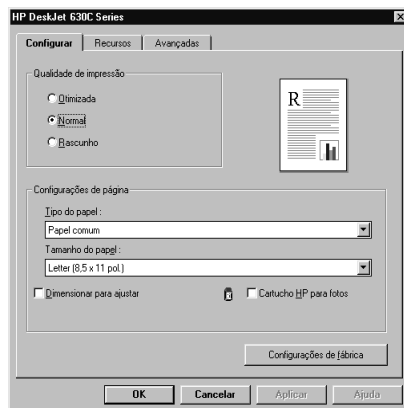 HP DeskJet 630C Series
Configurar Recursos Avançadas
Qualidade de impressão
Otimizada
Normal
Rascunho
R
Configurações de página
Tipo do papel :
Papel comum
Tamanho do papel :
Letter (8,5 x 11 pol.)
Dimensionar para ajustar
Cartucho HP para fotos
Configurações de fábrica
OK Cancelar Aplicar Ajuda